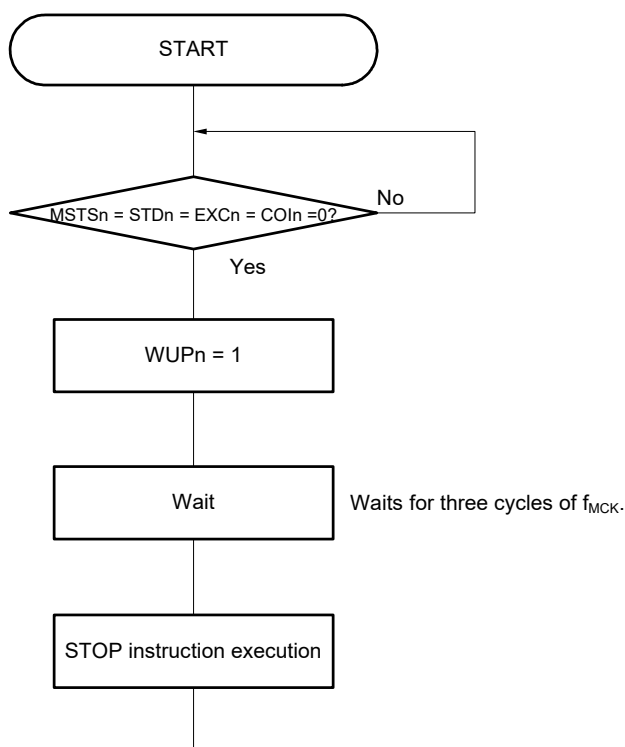 START
MSTSn = STDn = EXCn = COIn =0?
No
Yes
WUPn = 1
Wait
Waits for three cycles of fMCK.
STOP instruction execution